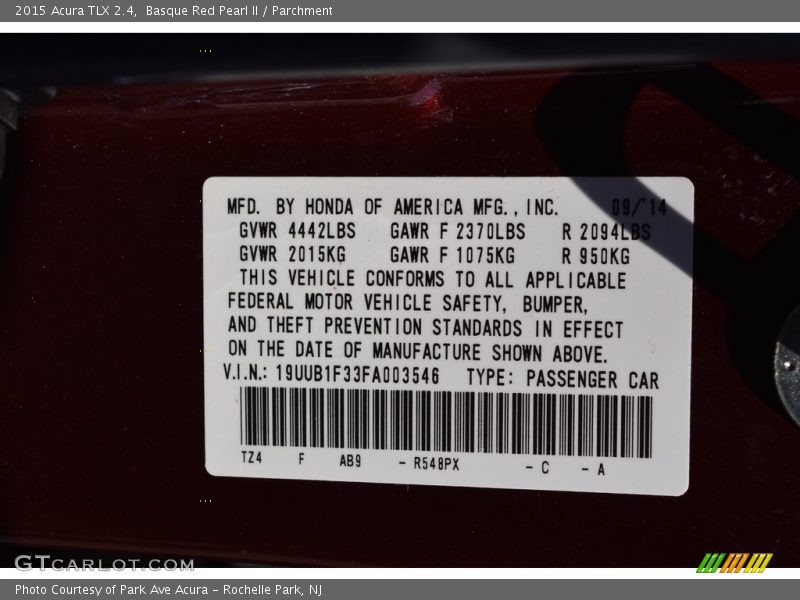 2015 Acura TLX 2.4, Basque Red Pearl II / Parchment
MFD. BY HONDA OF AMERICA MFG., INC. 09/'14
GVWR 4442LBS GAWR F 2370LBS R 2094LBS
GVWR 2015KG GAWR F 1075KG R 950KG
THIS VEHICLE CONFORMS TO ALL APPLICABLE
FEDERAL MOTOR VEHICLE SAFETY, BUMPER,
AND THEFT PREVENTION STANDARDS IN EFFECT
ON THE DATE OF MANUFACTURE SHOWN ABOVE.
V.I.N.: 19UUB1F33FA003546 TYPE: PASSENGER CAR
TZ4 F AB9 - R548PX - C - A
GTCARLOT.COM
Photo Courtesy of Park Ave Acura - Rochelle Park, NJ